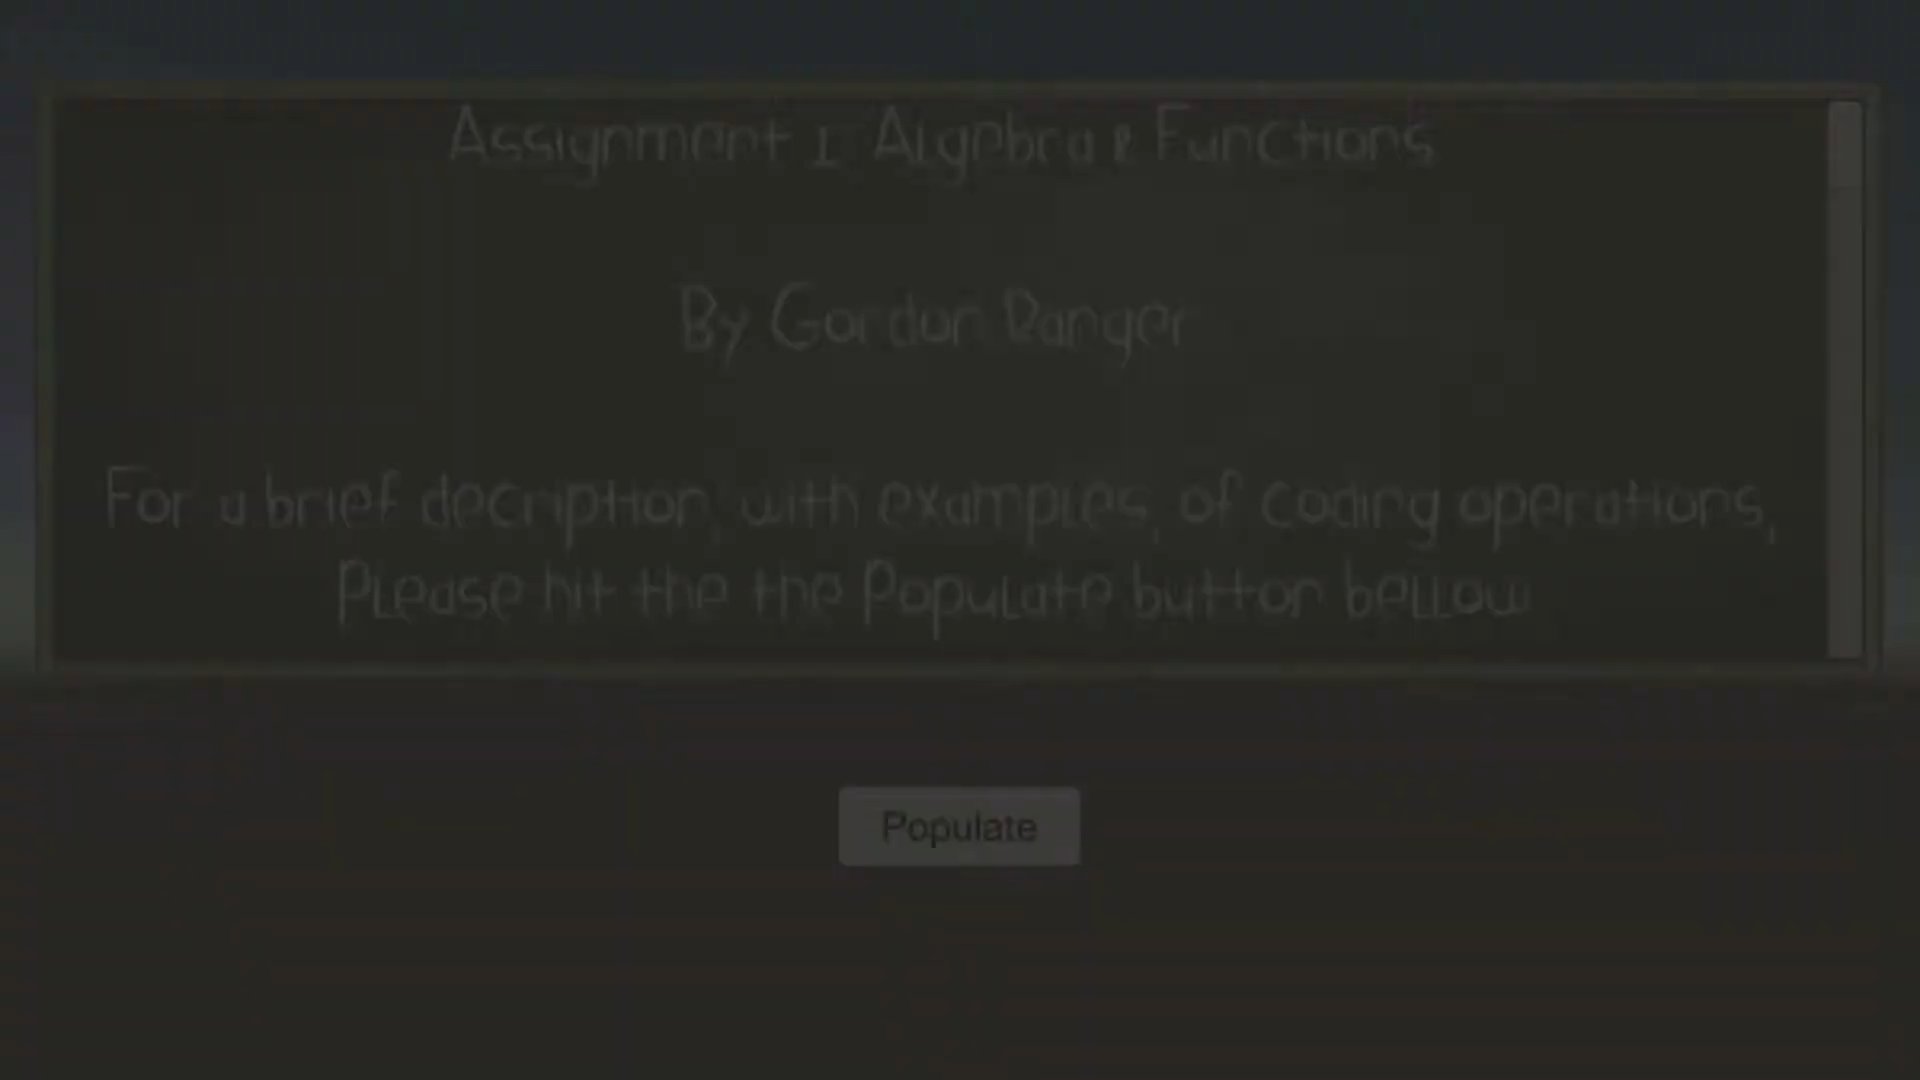 Assignment 1 Algebra & Functions
By Gordon Ranger
For a brief decription, with examples, of coding operations,
Please hit the the Populate button bellow
Populate